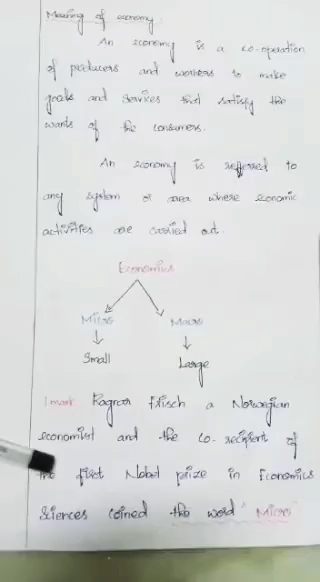 Meaning of economy
An economy is a co-operation
of producers and workers to make
goods and services that satisfy the
wants of the consumers.
An economy is referred to
any system or area where economic
activities are carried out.
Economics
Micro Macro
Small Large
1 mark Ragnar Frisch a Norwegian
economist and the co-recipient of
the first Nobel prize in Economics
Sciences coined the word "Micro